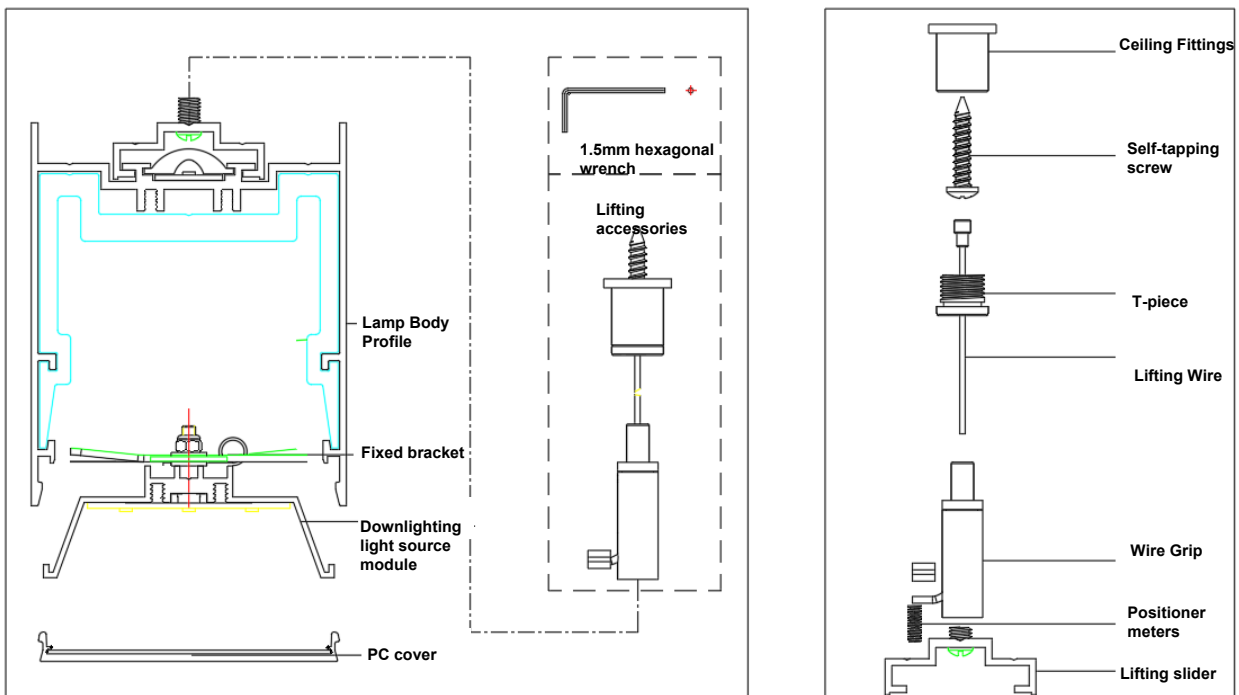 1.5mm hexagonal
wrench
Lifting
accessories
Lamp Body
Profile
Fixed bracket
Downlighting
light source
module
PC cover
Ceiling Fittings
Self-tapping
screw
T-piece
Lifting Wire
Wire Grip
Positioner
meters
Lifting slider